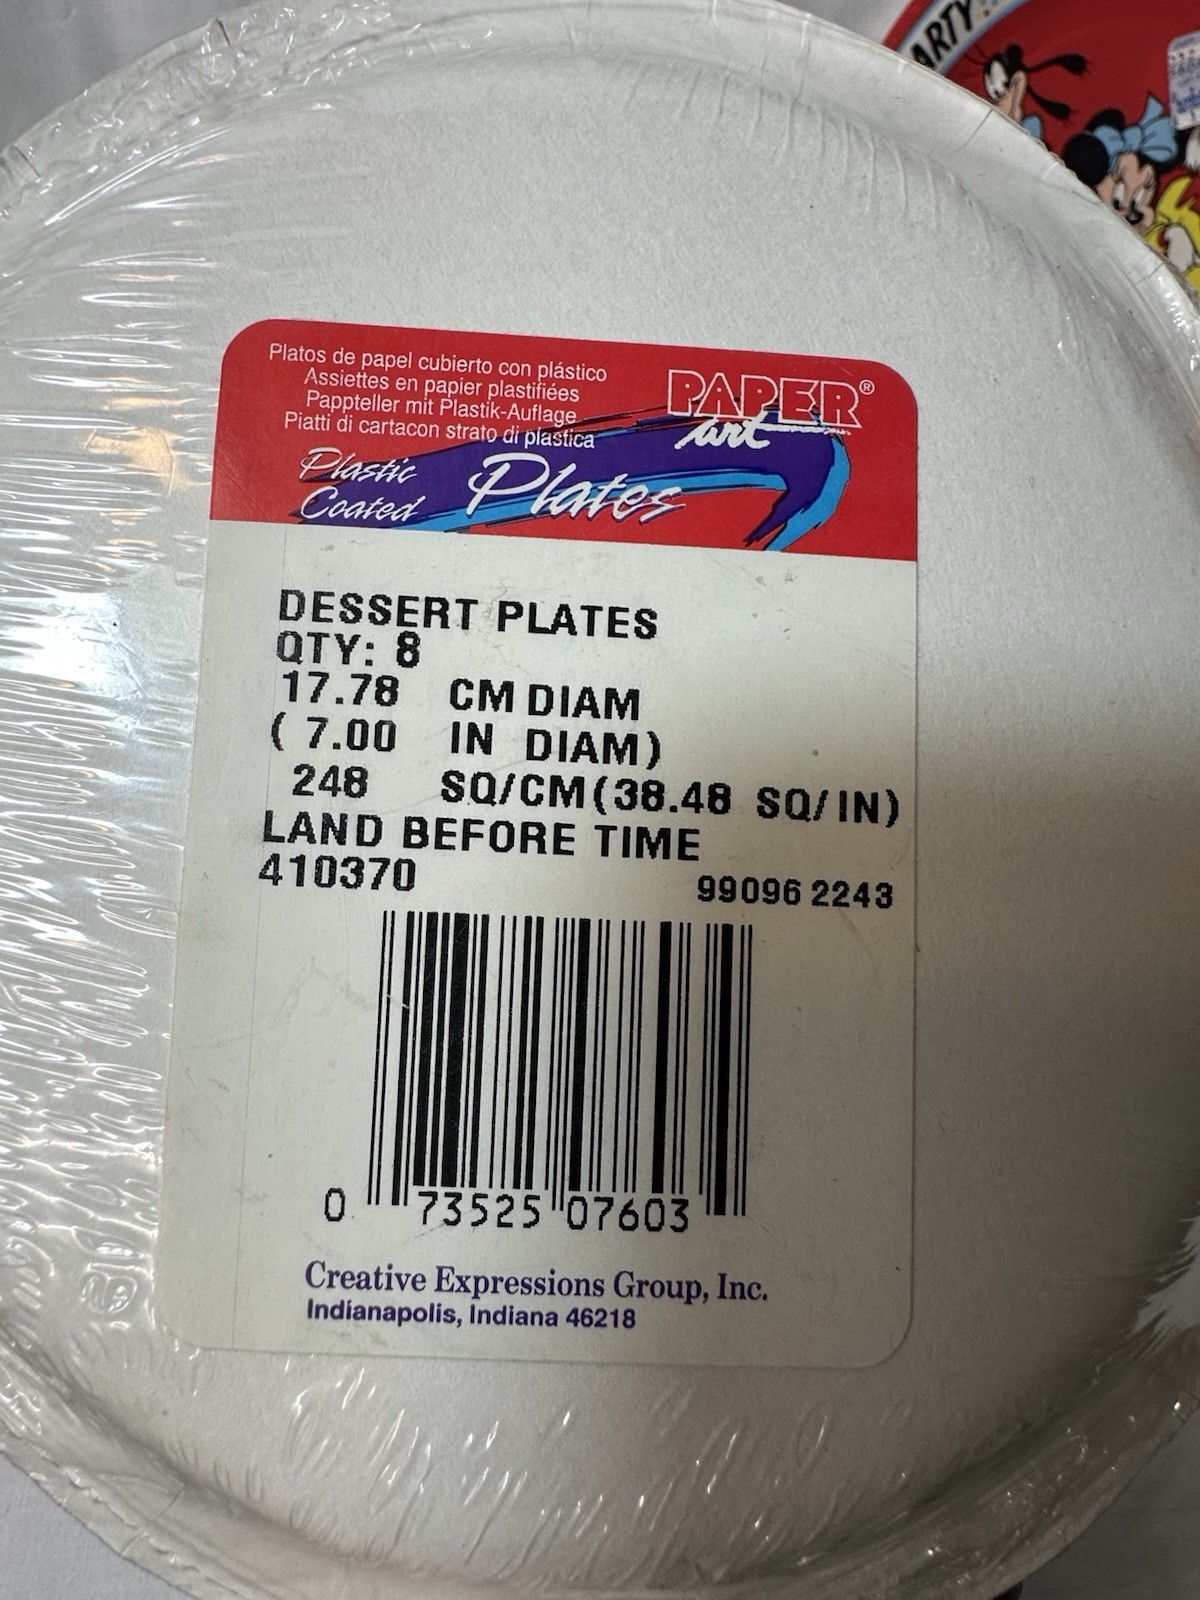 ARTY
Platos de papel cubierto con plástico
Assiettes en papier plastifiées
Pappteller mit Plastik-Auflage
Piatti di cartacon strato di plastica
PAPER®
art
Plastic
Coated
Plates
DESSERT PLATES
QTY: 8
17.78 CM DIAM
( 7.00 IN DIAM)
248 SQ/CM(38.48 SQ/IN)
LAND BEFORE TIME
410370
990962243
0 73525 07603
Creative Expressions Group, Inc.
Indianapolis, Indiana 46218